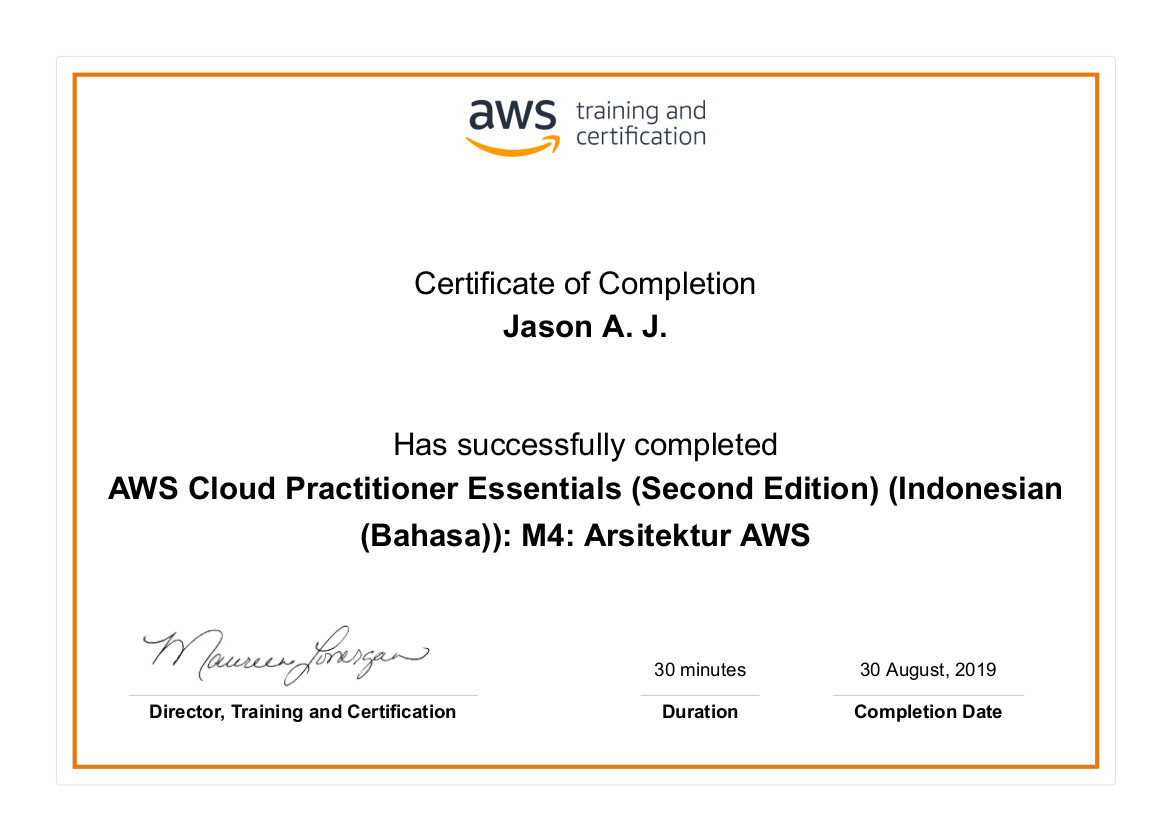 aws training and
certification
Certificate of Completion
Jason A. J.
Has successfully completed
AWS Cloud Practitioner Essentials (Second Edition) (Indonesian
(Bahasa)): M4: Arsitektur AWS
Maureen Lonergan
30 minutes
30 August, 2019
Director, Training and Certification
Duration
Completion Date